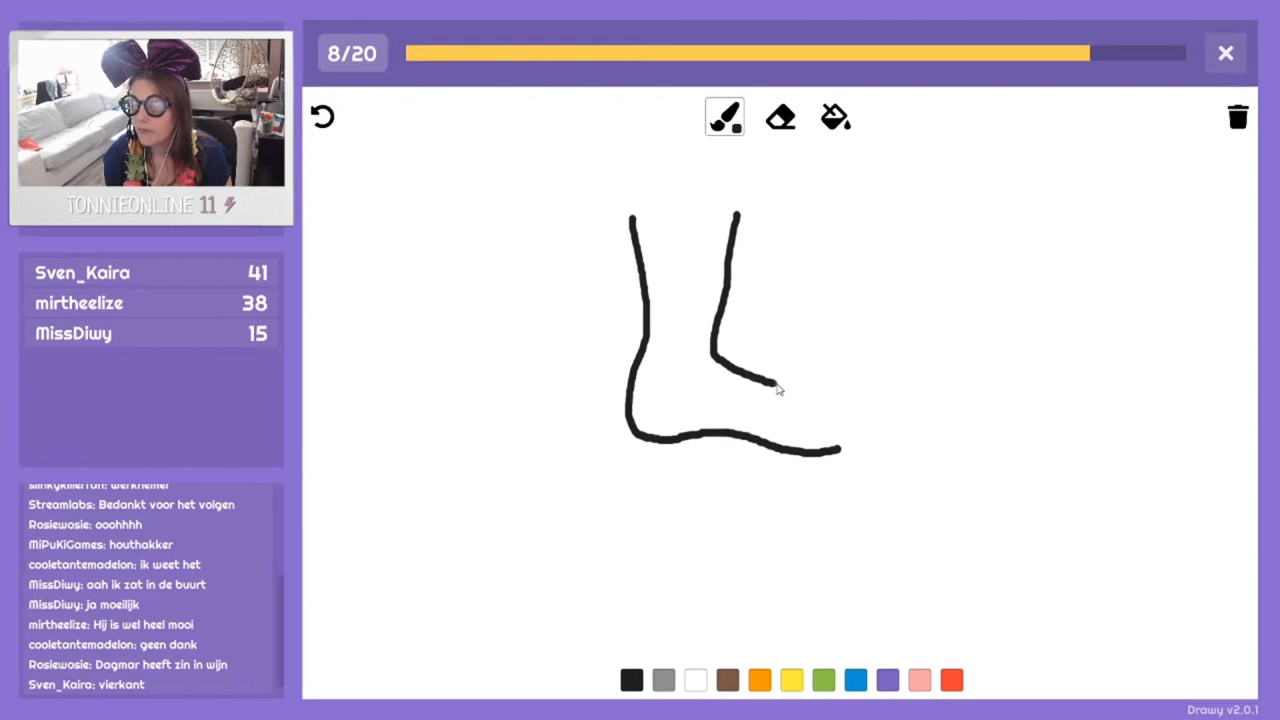 8/20
TONNIEONLINE 11
Sven_Kaira 41
mirtheelize 38
MissDiwy 15
Streamlabs: Bedankt voor het volgen
Rosiewosie: ooohhhh
MiPuKiGames: houthakker
cooletantemadelon: ik weet het
MissDiwy: aah ik zat in de buurt
MissDiwy: ja moeilijk
mirtheelize: Hij is wel heel mooi
cooletantemadelon: geen dank
Rosiewosie: Dagmar heeft zin in wijn
Sven_Kaira: vierkant
Drawy v2.0.1